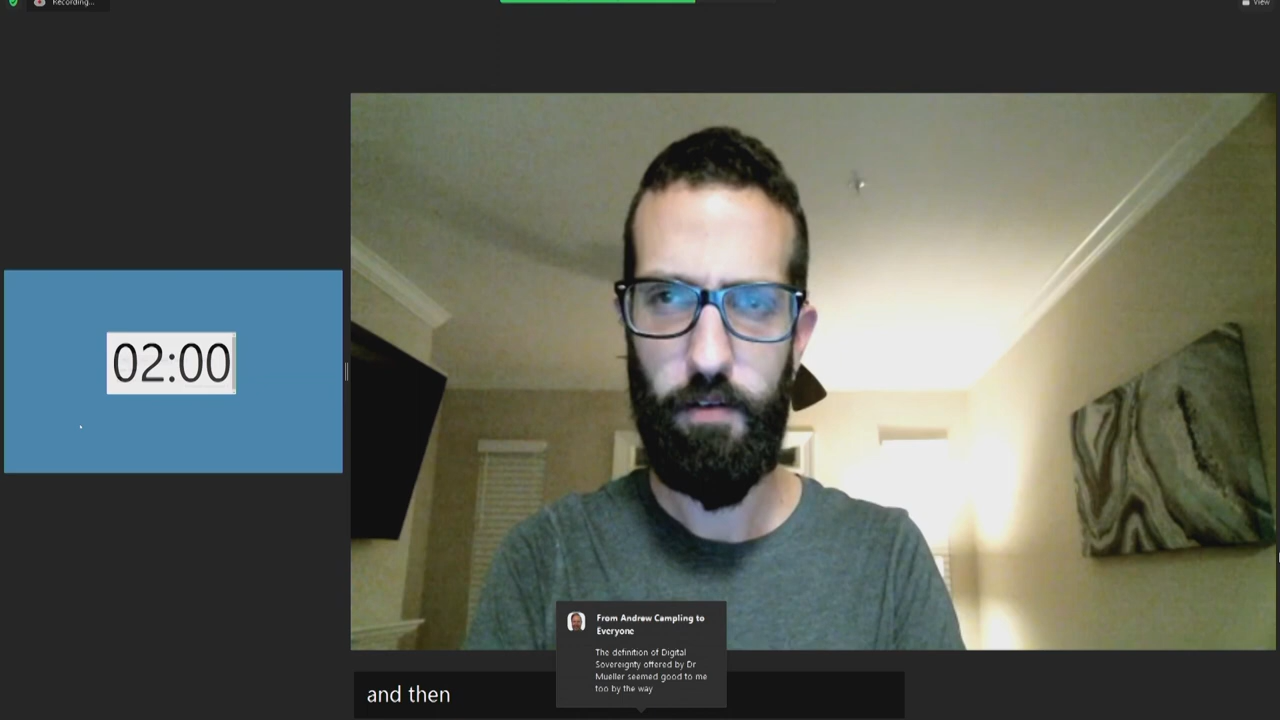 Recording...
View
02:00
From Andrew Campling to
Everyone
The definition of Digital
Sovereignty offered by Dr
Mueller seemed good to me
too by the way
and then